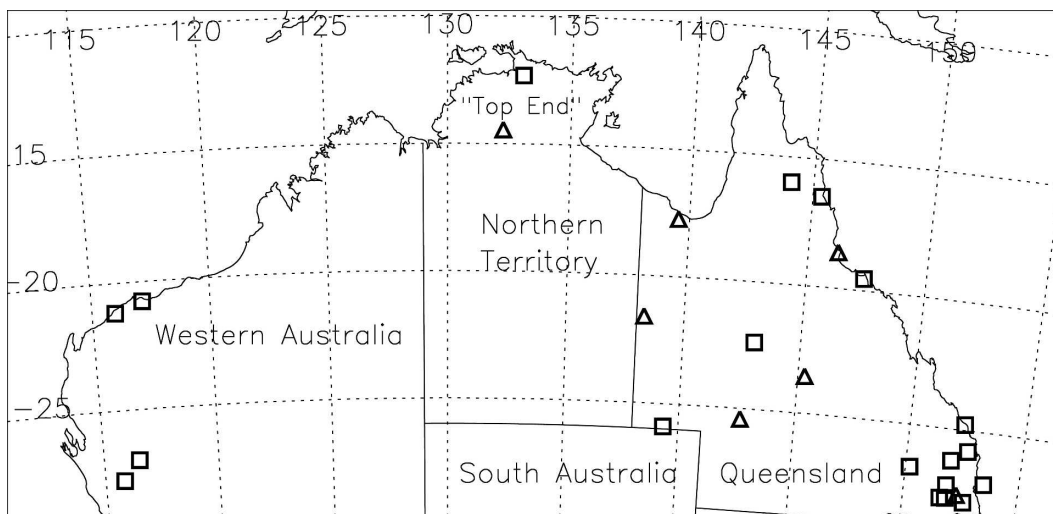 115 120 125 130 135 140 145 150
"Top End"
-15
Northern
Territory
-20
Western Australia
-25
South Australia Queensland